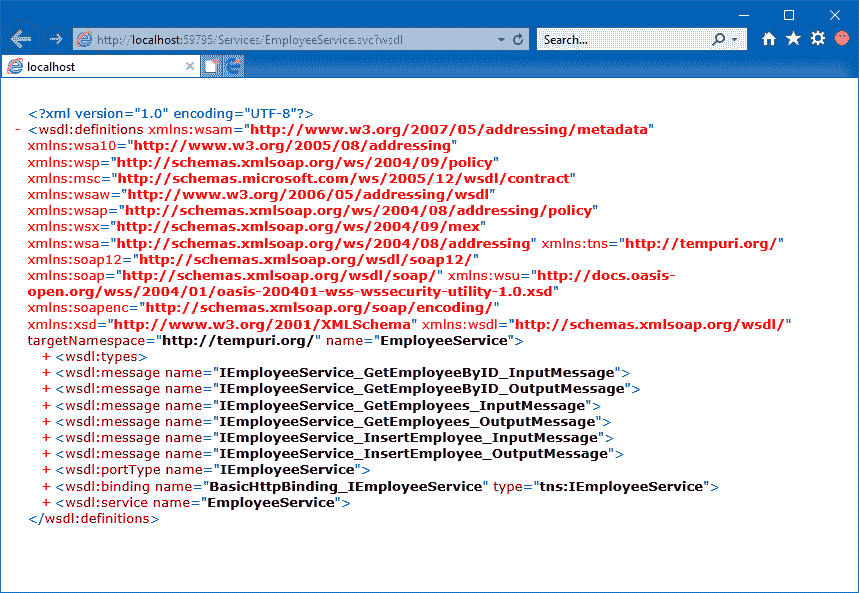 http://localhost:59795/Services/EmployeeService.svc?wsdl
Search...
localhost
<?xml version="1.0" encoding="UTF-8"?>
- <wsdl:definitions xmlns:wsam="http://www.w3.org/2007/05/addressing/metadata"
xmlns:wsa10="http://www.w3.org/2005/08/addressing"
xmlns:wsp="http://schemas.xmlsoap.org/ws/2004/09/policy"
xmlns:msc="http://schemas.microsoft.com/ws/2005/12/wsdl/contract"
xmlns:wsaw="http://www.w3.org/2006/05/addressing/wsdl"
xmlns:wsap="http://schemas.xmlsoap.org/ws/2004/08/addressing/policy"
xmlns:wsx="http://schemas.xmlsoap.org/ws/2004/09/mex"
xmlns:wsa="http://schemas.xmlsoap.org/ws/2004/08/addressing" xmlns:tns="http://tempuri.org/"
xmlns:soap12="http://schemas.xmlsoap.org/wsdl/soap12/"
xmlns:soap="http://schemas.xmlsoap.org/wsdl/soap/" xmlns:wsu="http://docs.oasis-
open.org/wss/2004/01/oasis-200401-wss-wssecurity-utility-1.0.xsd"
xmlns:soapenc="http://schemas.xmlsoap.org/soap/encoding/"
xmlns:xsd="http://www.w3.org/2001/XMLSchema" xmlns:wsdl="http://schemas.xmlsoap.org/wsdl/"
targetNamespace="http://tempuri.org/" name="EmployeeService">
+ <wsdl:types>
+ <wsdl:message name="IEmployeeService_GetEmployeeByID_InputMessage">
+ <wsdl:message name="IEmployeeService_GetEmployeeByID_OutputMessage">
+ <wsdl:message name="IEmployeeService_GetEmployees_InputMessage">
+ <wsdl:message name="IEmployeeService_GetEmployees_OutputMessage">
+ <wsdl:message name="IEmployeeService_InsertEmployee_InputMessage">
+ <wsdl:message name="IEmployeeService_InsertEmployee_OutputMessage">
+ <wsdl:portType name="IEmployeeService">
+ <wsdl:binding name="BasicHttpBinding_IEmployeeService" type="tns:IEmployeeService">
+ <wsdl:service name="EmployeeService">
</wsdl:definitions>